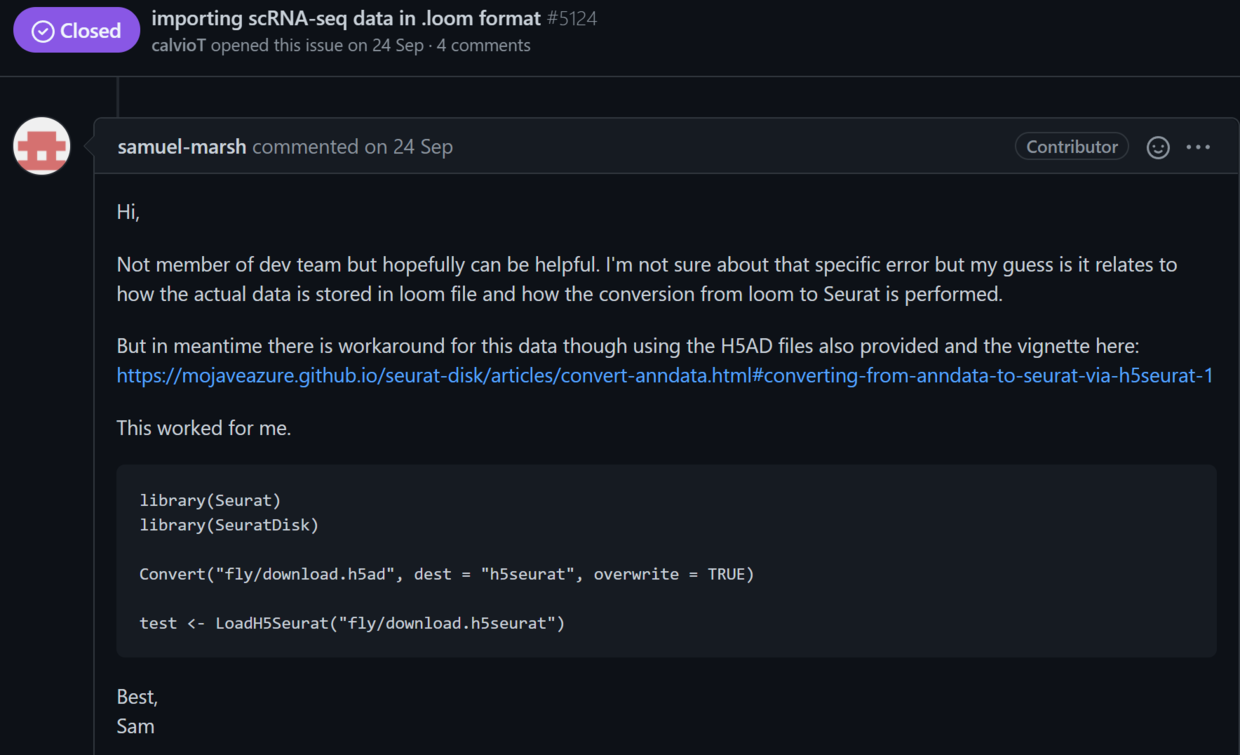 Closed
importing scRNA-seq data in .loom format #5124
calvioT opened this issue on 24 Sep · 4 comments
samuel-marsh commented on 24 Sep
Contributor
Hi,
Not member of dev team but hopefully can be helpful. I'm not sure about that specific error but my guess is it relates to
how the actual data is stored in loom file and how the conversion from loom to Seurat is performed.
But in meantime there is workaround for this data though using the H5AD files also provided and the vignette here:
https://mojaveazure.github.io/seurat-disk/articles/convert-anndata.html#converting-from-anndata-to-seurat-via-h5seurat-1
This worked for me.
library(Seurat)
library(SeuratDisk)
Convert("fly/download.h5ad", dest = "h5seurat", overwrite = TRUE)
test <- LoadH5Seurat("fly/download.h5seurat")
Best,
Sam